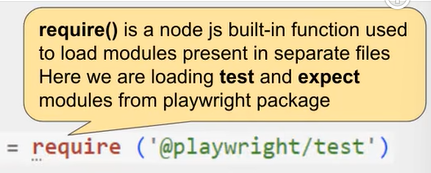 require() is a node js built-in function used
to load modules present in separate files
Here we are loading test and expect
modules from playwright package
= require ('@playwright/test')